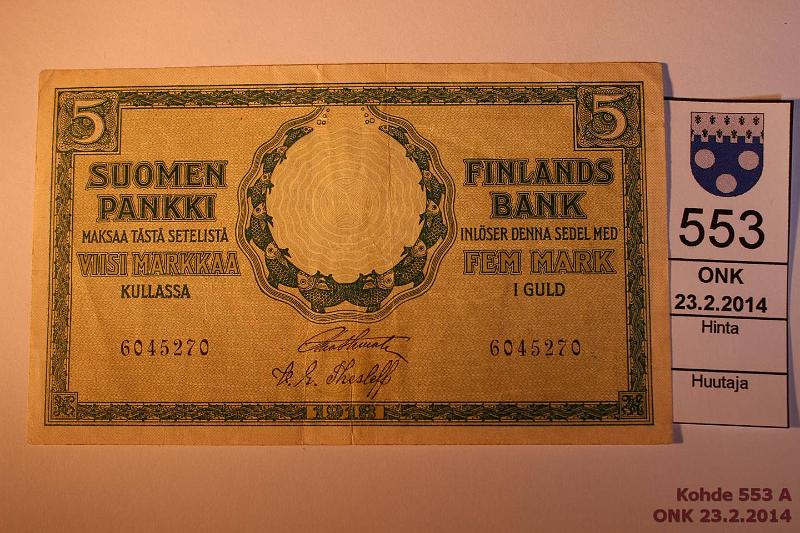 5
5
SUOMEN
PANKKI
MAKSAA TÄSTÄ SETELISTÄ
VIISI MARKKAA
KULLASSA
FINLANDS
BANK
INLÖSER DENNA SEDEL MED
FEM MARK
I GULD
6045270
6045270
Thesleff
1918
553
ONK
23.2.2014
Hinta
Huutaja
Kohde 553 A
ONK 23.2.2014